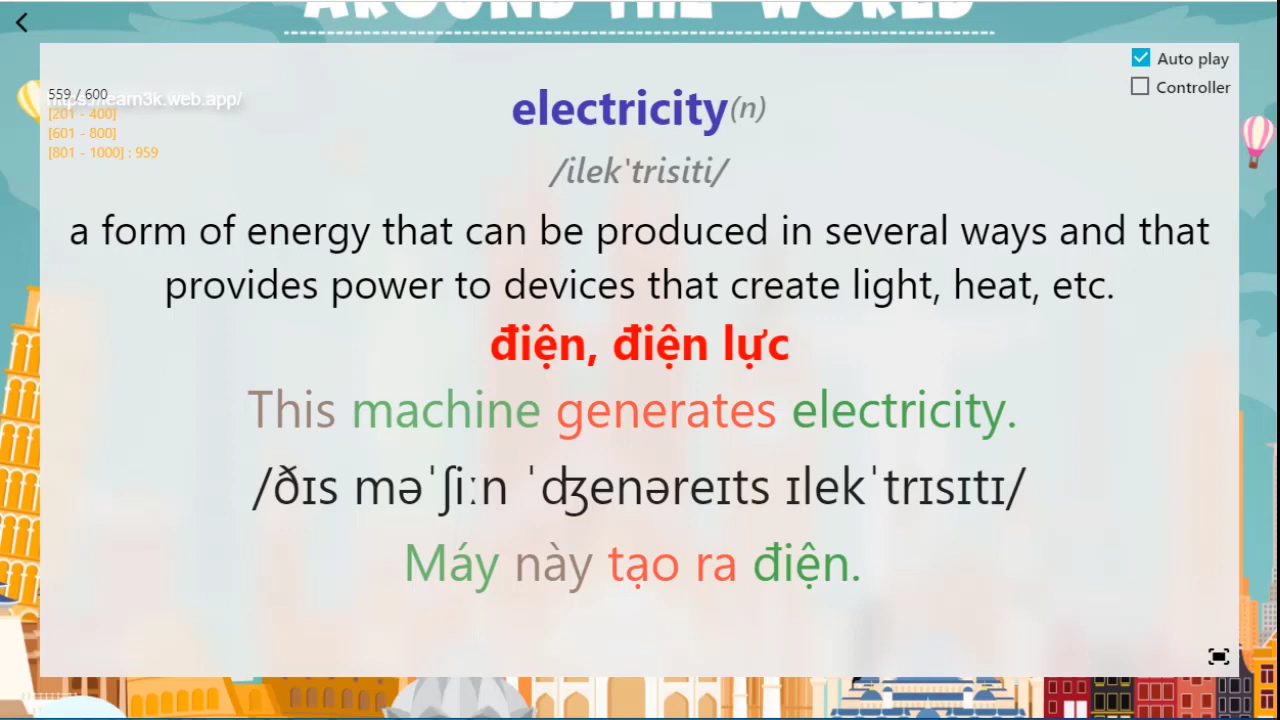 AROUND THE WORLD
Auto play
Controller
559 / 600
https://learn3k.web.app/
[201 - 400]
[601 - 800]
[801 - 1000] : 959
electricity(n)
/ilek'trisiti/
a form of energy that can be produced in several ways and that
provides power to devices that create light, heat, etc.
điện, điện lực
This machine generates electricity.
/ðɪs məˈʃiːn ˈʤenəreɪts ɪlekˈtrɪsɪtɪ/
Máy này tạo ra điện.